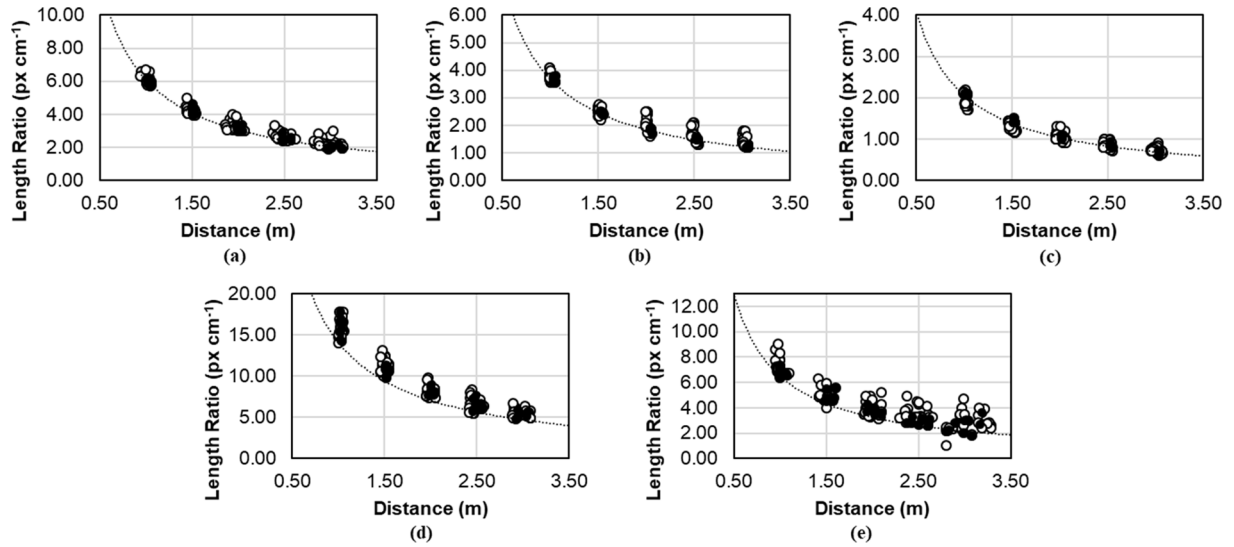 10.00
8.00
6.00
4.00
2.00
0.00
Length Ratio (px cm⁻¹)
0.50 1.50 2.50 3.50
Distance (m)
(a)
6.00
5.00
4.00
3.00
2.00
1.00
0.00
Length Ratio (px cm⁻¹)
0.50 1.50 2.50 3.50
Distance (m)
(b)
4.00
3.00
2.00
1.00
0.00
Length Ratio (px cm⁻¹)
0.50 1.50 2.50 3.50
Distance (m)
(c)
20.00
15.00
10.00
5.00
0.00
Length Ratio (px cm⁻¹)
0.50 1.50 2.50 3.50
Distance (m)
(d)
12.00
10.00
8.00
6.00
4.00
2.00
0.00
Length Ratio (px cm⁻¹)
0.50 1.50 2.50 3.50
Distance (m)
(e)